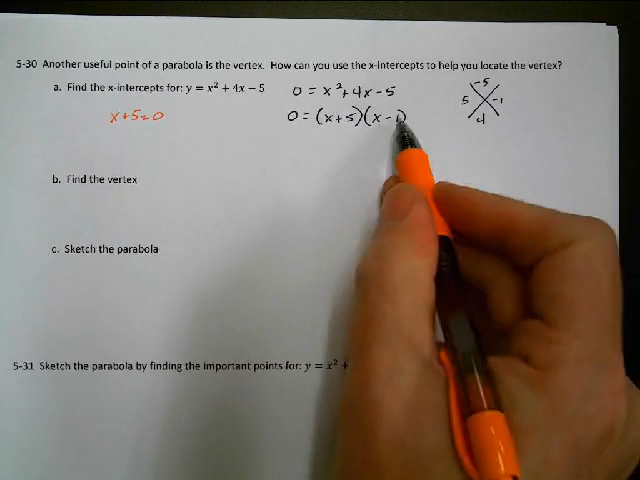 5-30 Another useful point of a parabola is the vertex. How can you use the x-intercepts to help you locate the vertex?
a. Find the x-intercepts for: y = x² + 4x − 5
0 = x² + 4x − 5
-5
5 -1
4
x+5=0
0 = (x+5)(x−1)
b. Find the vertex
c. Sketch the parabola
5-31 Sketch the parabola by finding the important points for: y = x² +